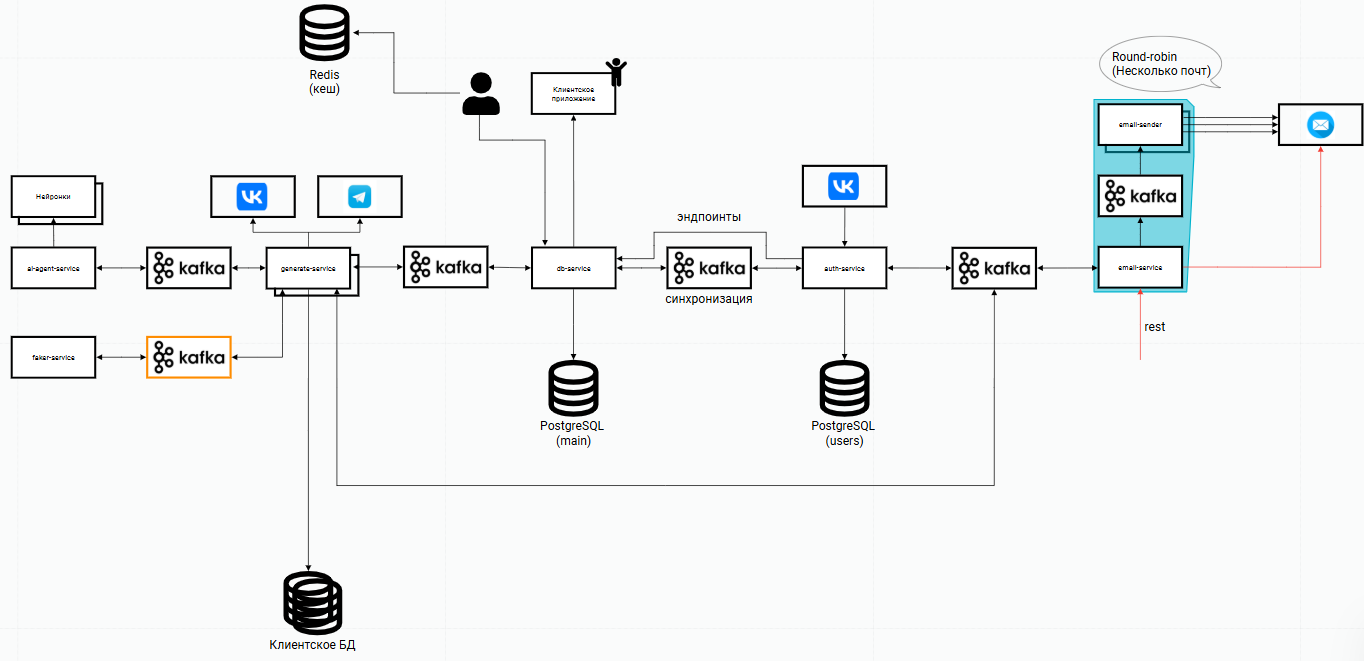 Redis
(кеш)
Клиентское
приложение
Round-robin
(Несколько почт)
email-sender
Нейронки
эндпоинты
kafka
ai-agent-service
kafka
generate-service
kafka
db-service
kafka
auth-service
kafka
email-service
синхронизация
rest
faker-service
kafka
PostgreSQL
(main)
PostgreSQL
(users)
Клиентское БД